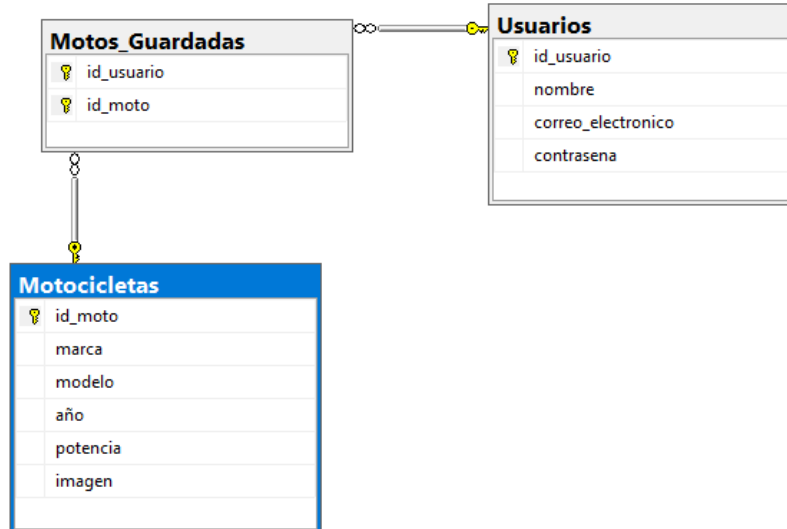 Motos_Guardadas
id_usuario
id_moto
Usuarios
id_usuario
nombre
correo_electronico
contrasena
Motocicletas
id_moto
marca
modelo
año
potencia
imagen